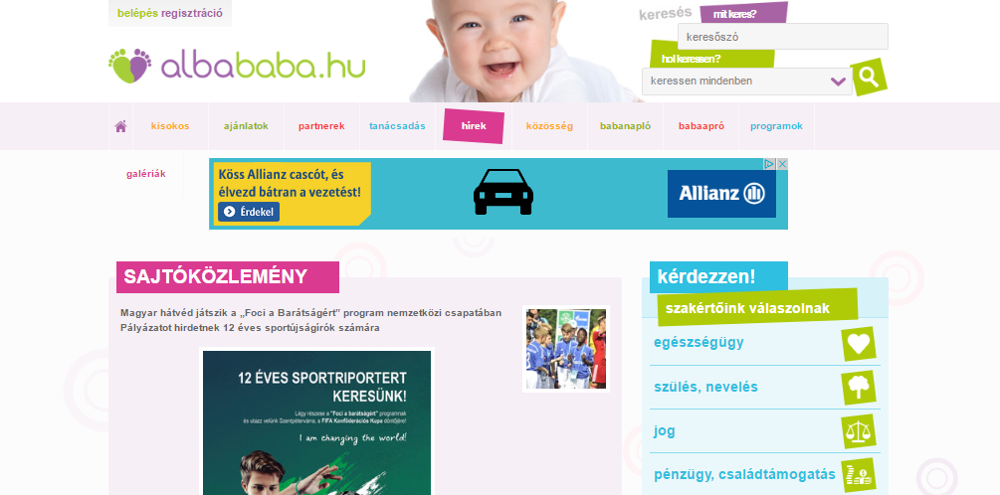 belépés regisztráció
keresés
mit keres?
keresőszó
hol keressen?
keressen mindenben
albababa.hu
kisokos ajánlatok partnerek tanácsadás hírek közösség babanapló babaapró programok
galériák
Köss Allianz cascót, és
élvezd bátran a vezetést!
Érdekel
Allianz
SAJTÓKÖZLEMÉNY
Magyar hátvéd játszik a „Foci a Barátságért” program nemzetközi csapatában
Pályázatot hirdetnek 12 éves sportújságírók számára
12 ÉVES SPORTRIPORTERT
KERESÜNK!
Légy részese a "Foci a barátságért" programnak
és utazz velünk Szentpétervárra, a FIFA Konföderációs Kupa döntőjére!
I am changing the world!
kérdezzen!
szakértőink válaszolnak
egészségügy
szülés, nevelés
jog
pénzügy, családtámogatás